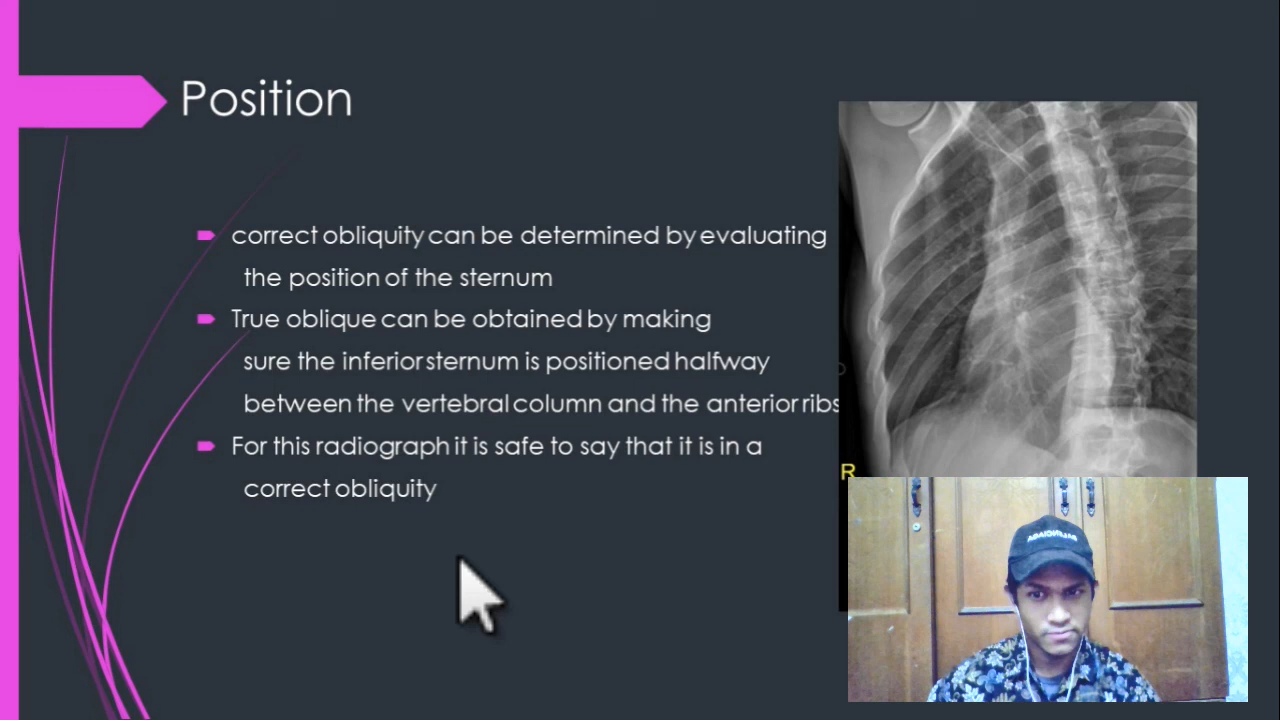 Position
correct obliquity can be determined by evaluating
the position of the sternum
True oblique can be obtained by making
sure the inferior sternum is positioned halfway
between the vertebral column and the anterior ribs
For this radiograph it is safe to say that it is in a
correct obliquity
R